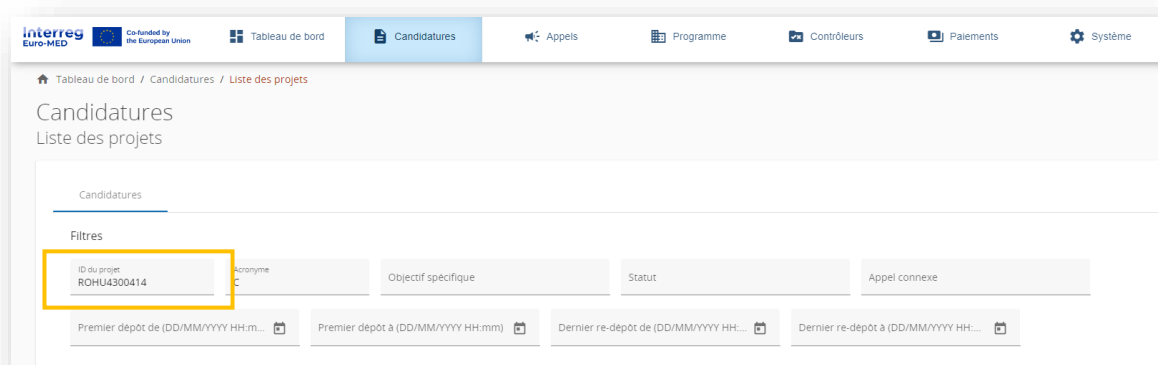 Interreg
Euro-MED
Co-funded by
the European Union
Tableau de bord
Candidatures
Appels
Programme
Contrôleurs
Paiements
Système
Tableau de bord / Candidatures / Liste des projets
Candidatures
Liste des projets
Candidatures
Filtres
ID du projet
ROHU4300414
Acronyme
C
Objectif spécifique
Statut
Appel connexe
Premier dépôt de (DD/MM/YYYY HH:m...
Premier dépôt à (DD/MM/YYYY HH:mm)
Dernier re-dépôt de (DD/MM/YYYY HH:...
Dernier re-dépôt à (DD/MM/YYYY HH:...